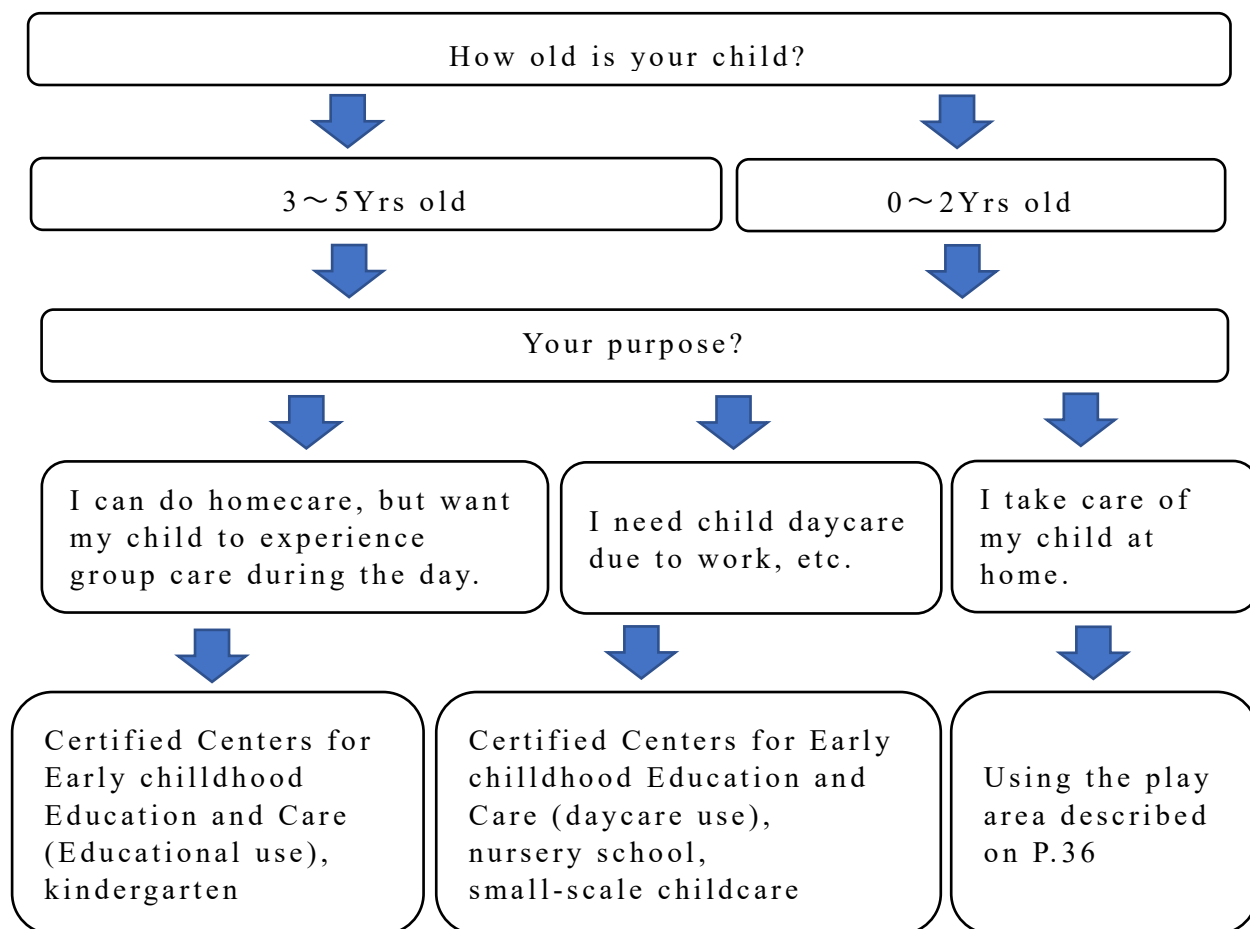 How old is your child?
3～5Yrs old
0～2Yrs old
Your purpose?
I can do homecare, but want
my child to experience
group care during the day.
I need child daycare
due to work, etc.
I take care of
my child at
home.
Certified Centers for
Early chilldhood
Education and Care
(Educational use),
kindergarten
Certified Centers for Early
chilldhood Education and
Care (daycare use),
nursery school,
small-scale childcare
Using the play
area described
on P.36